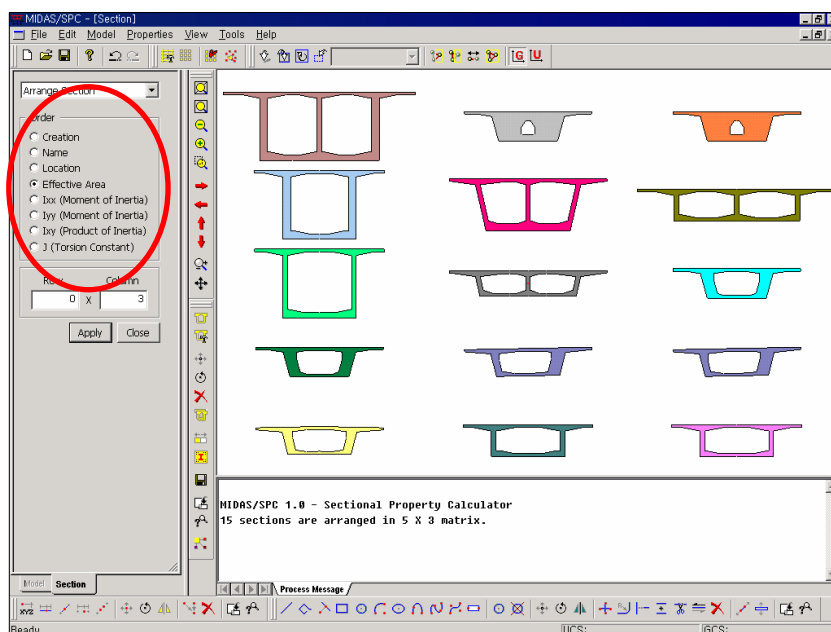 MIDAS/SPC - [Section]
File Edit Model Properties View Tools Help
Arrange Section
Order
Creation
Name
Location
Effective Area
Ixx (Moment of Inertia)
Iyy (Moment of Inertia)
Ixy (Product of Inertia)
J (Torsion Constant)
Row Column
0 X 3
Apply Close
MIDAS/SPC 1.0 - Sectional Property Calculator
15 sections are arranged in 5 X 3 matrix.
Model Section
Process Message
Ready
UCS: GCS: